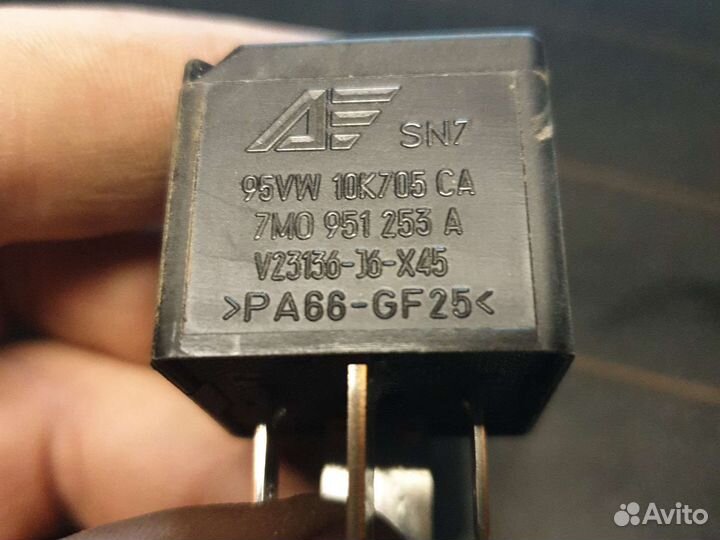 SN7
95VW 10K705 CA
7M0 951 253 A
V23136-J6-X45
>PA66-GF25<
Avito